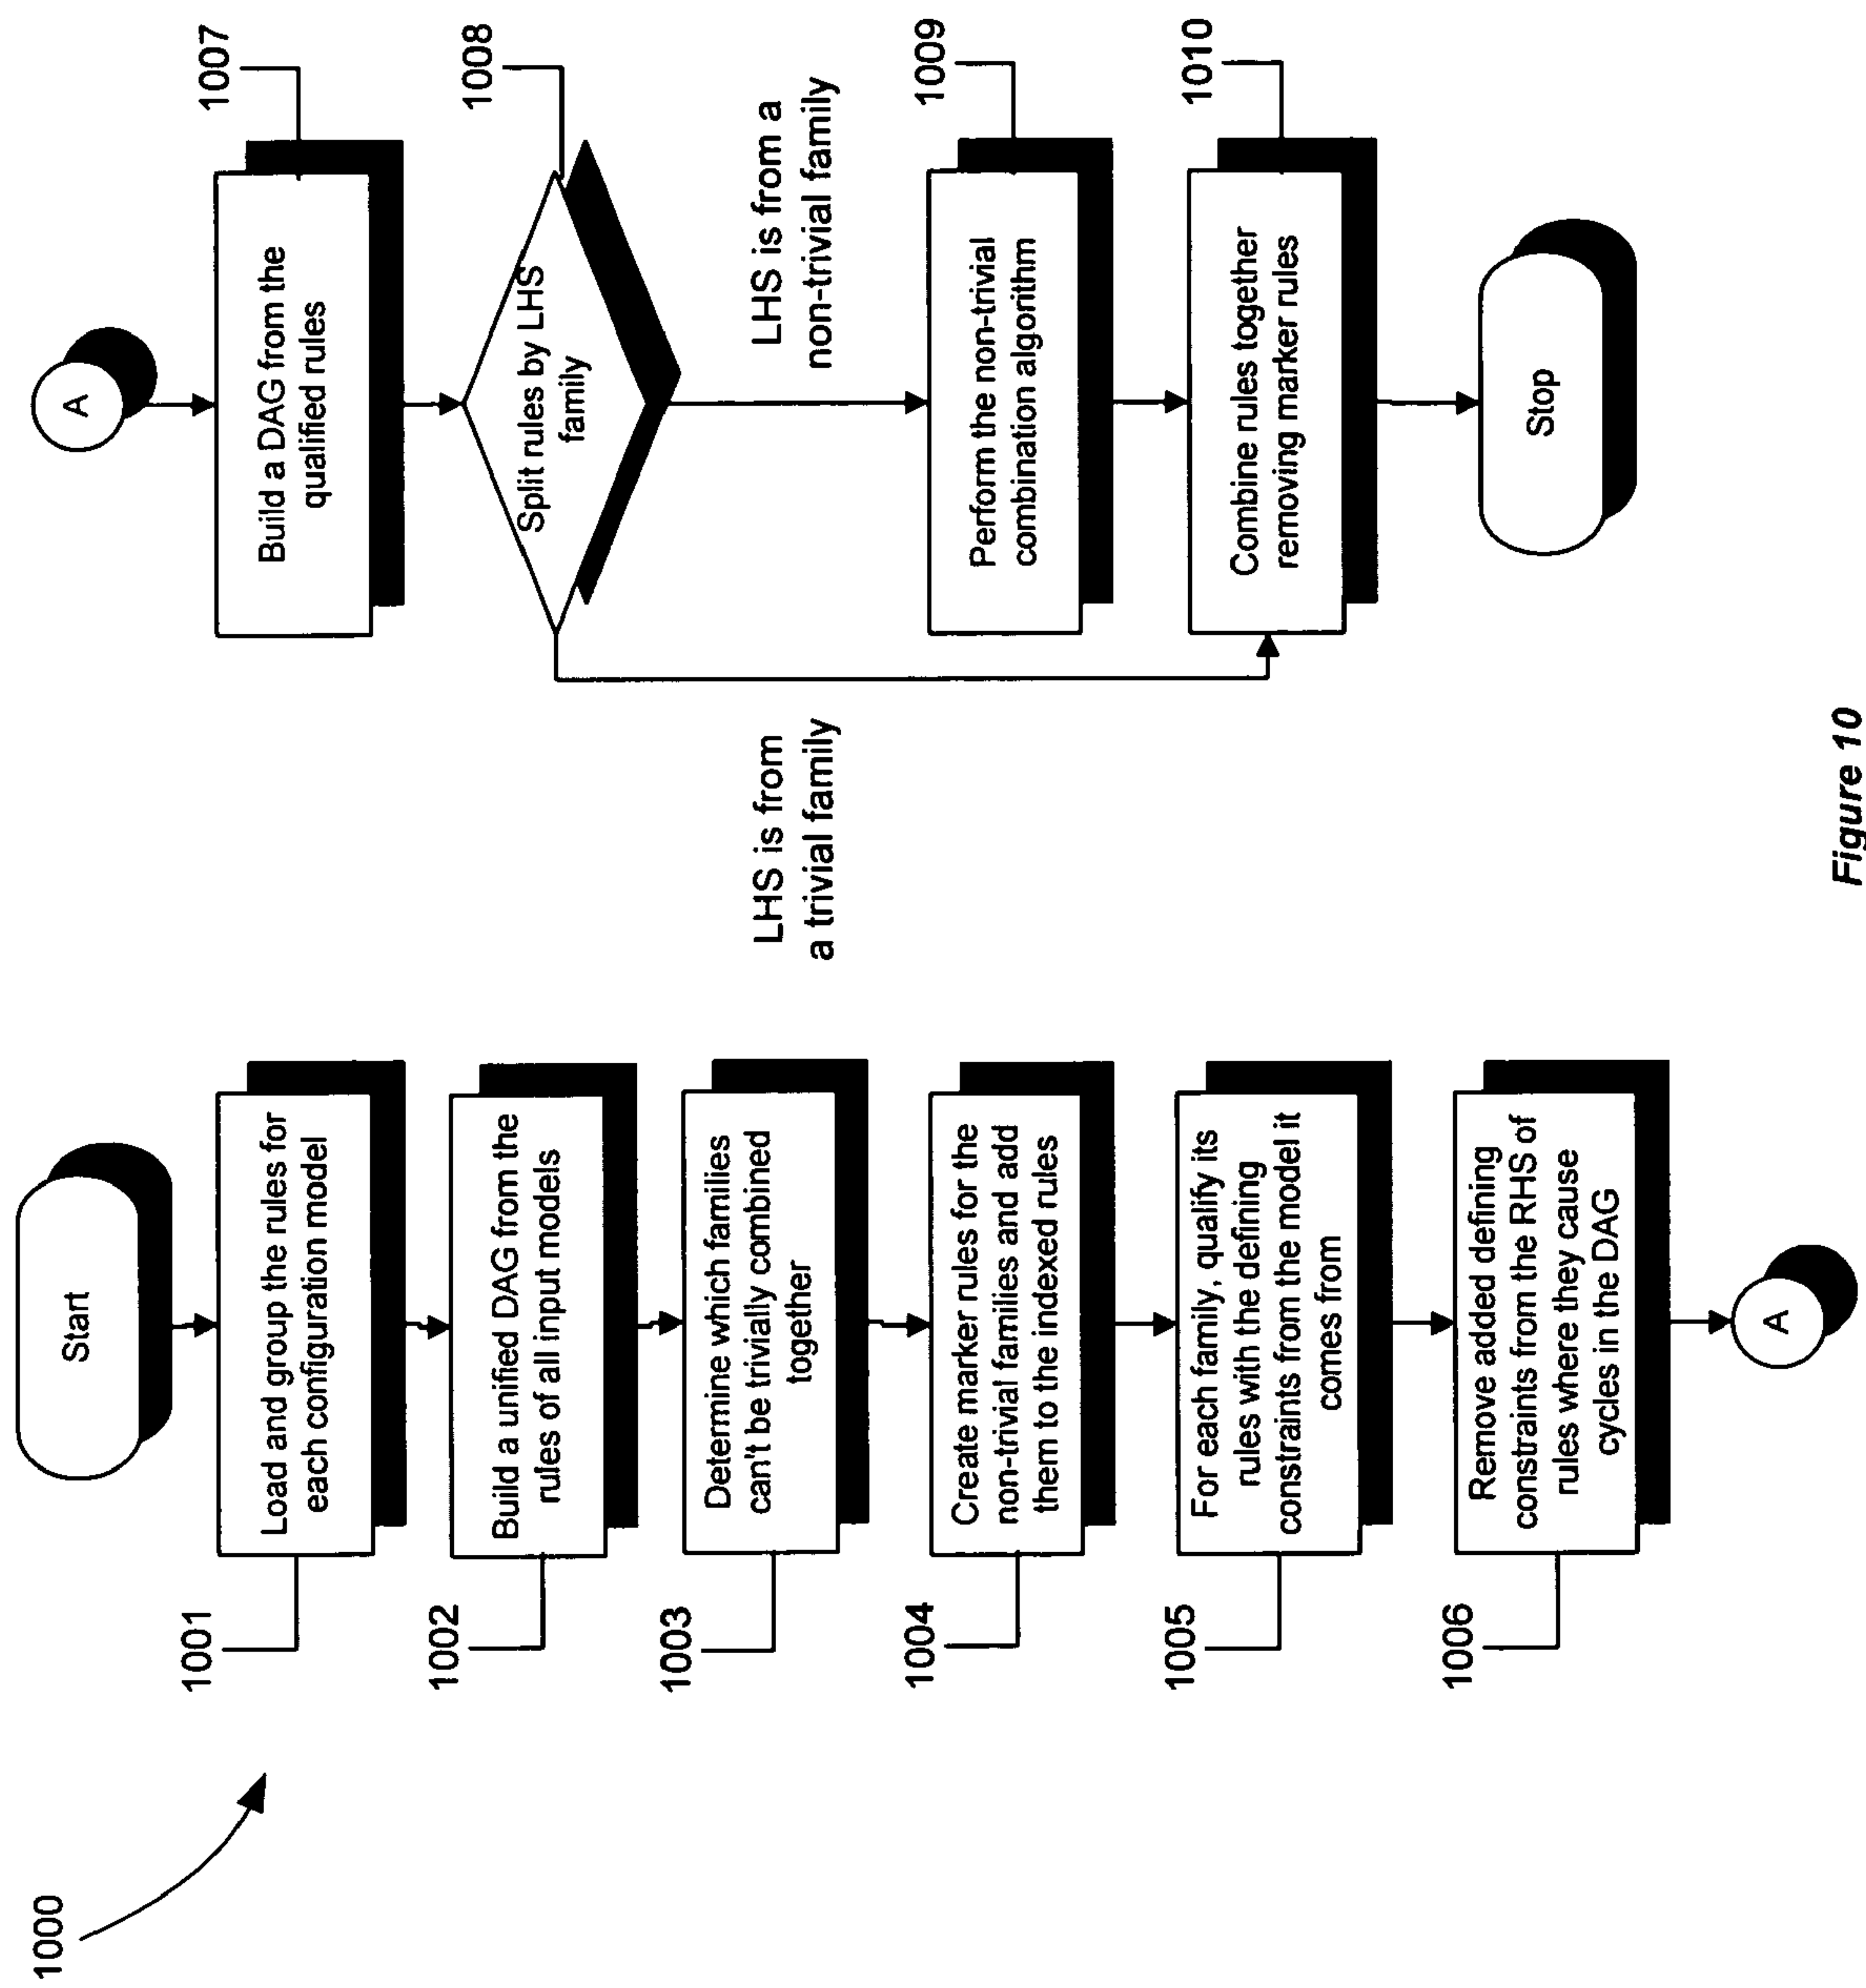 1000
Start
1001
Load and group the rules for
each configuration model
1002
Build a unified DAG from the
rules of all input models
1003
Determine which families
can't be trivially combined
together
1004
Create marker rules for the
non-trivial families and add
them to the indexed rules
1005
For each family, qualify its
rules with the defining
constraints from the model it
comes from
1006
Remove added defining
constraints from the RHS of
rules where they cause
cycles in the DAG
A
A
1007
Build a DAG from the
qualified rules
1008
Split rules by LHS
family
LHS is from
a trivial family
LHS is from a
non-trivial family
1009
Perform the non-trivial
combination algorithm
1010
Combine rules together
removing marker rules
Stop
Figure 10